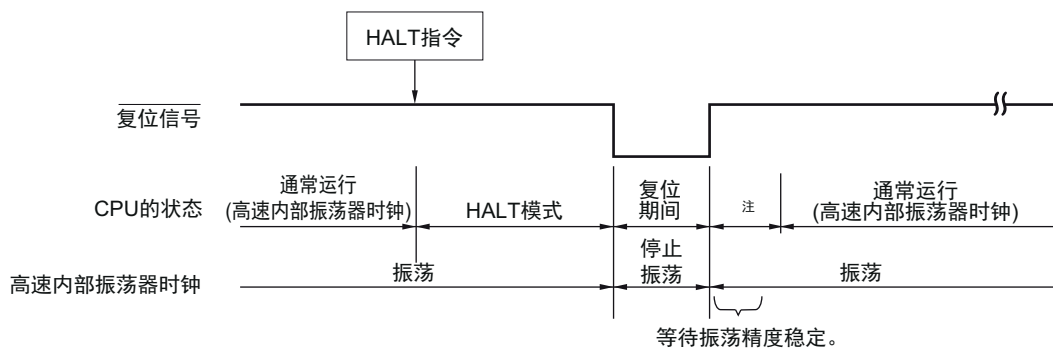 HALT指令
复位信号
CPU的状态
通常运行
(高速内部振荡器时钟)
HALT模式
复位
期间
注
通常运行
(高速内部振荡器时钟)
高速内部振荡器时钟
振荡
停止
振荡
振荡
等待振荡精度稳定。